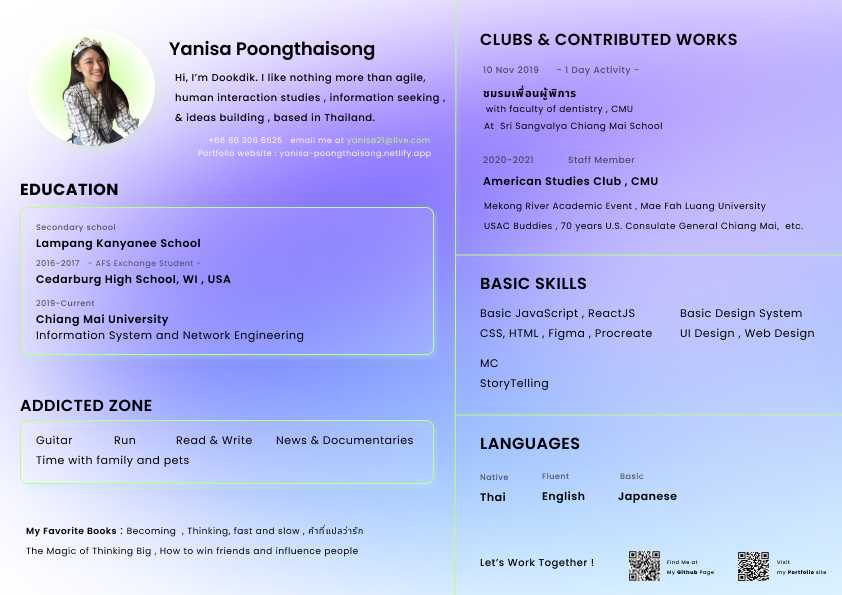 Yanisa Poongthaisong
Hi, I’m Dookdik. I like nothing more than agile,
human interaction studies , information seeking ,
& ideas building , based in Thailand.
+66 86 306 6625 email me at yanisa21@live.com
Portfolio website : yanisa-poongthaisong.netlify.app
EDUCATION
Secondary school
Lampang Kanyanee School
2016-2017 - AFS Exchange Student -
Cedarburg High School, WI , USA
2019-Current
Chiang Mai University
Information System and Network Engineering
ADDICTED ZONE
Guitar Run Read & Write News & Documentaries
Time with family and pets
My Favorite Books : Becoming , Thinking, fast and slow , คำที่แปลว่ารัก
The Magic of Thinking Big , How to win friends and influence people
CLUBS & CONTRIBUTED WORKS
10 Nov 2019 - 1 Day Activity -
ชมรมเพื่อนผู้พิการ
with faculty of dentistry , CMU
At Sri Sangvalya Chiang Mai School
2020-2021 Staff Member
American Studies Club , CMU
Mekong River Academic Event , Mae Fah Luang University
USAC Buddies , 70 years U.S. Consulate General Chiang Mai, etc.
BASIC SKILLS
Basic JavaScript , ReactJS Basic Design System
CSS, HTML , Figma , Procreate UI Design , Web Design
MC
StoryTelling
LANGUAGES
Native Fluent Basic
Thai English Japanese
Let’s Work Together !
Find Me at
My Github Page
Visit
my Portfolio site